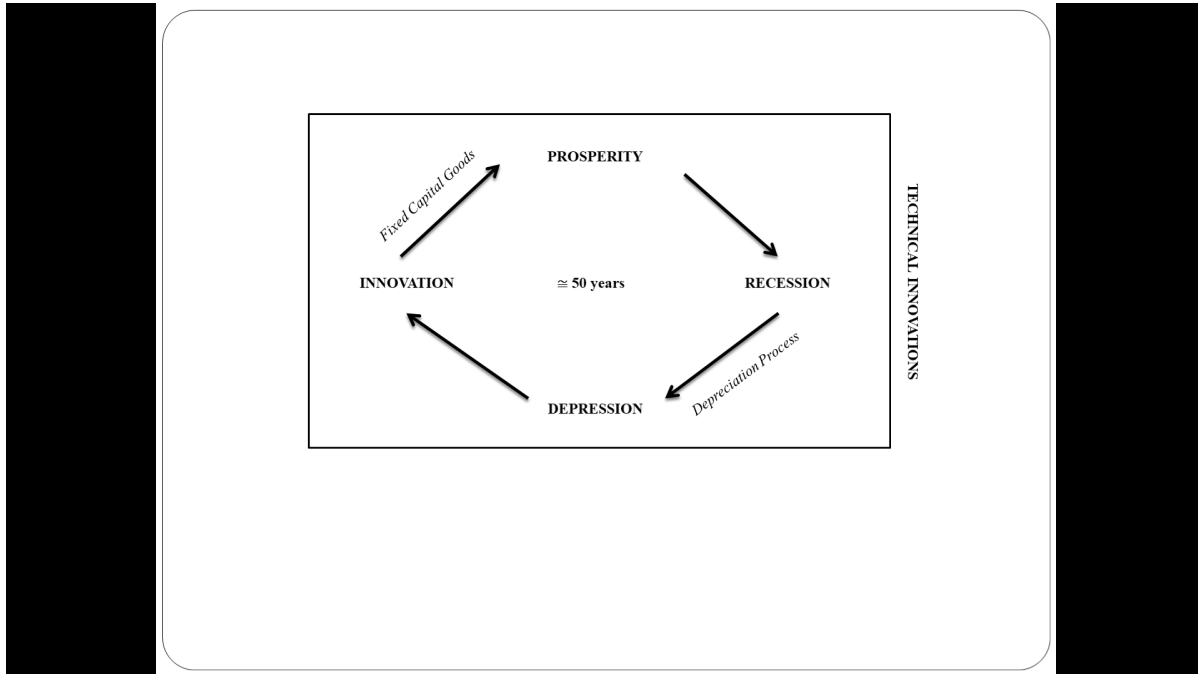 PROSPERITY
Fixed Capital Goods
INNOVATION
≅ 50 years
RECESSION
Depreciation Process
DEPRESSION
TECHNICAL INNOVATIONS